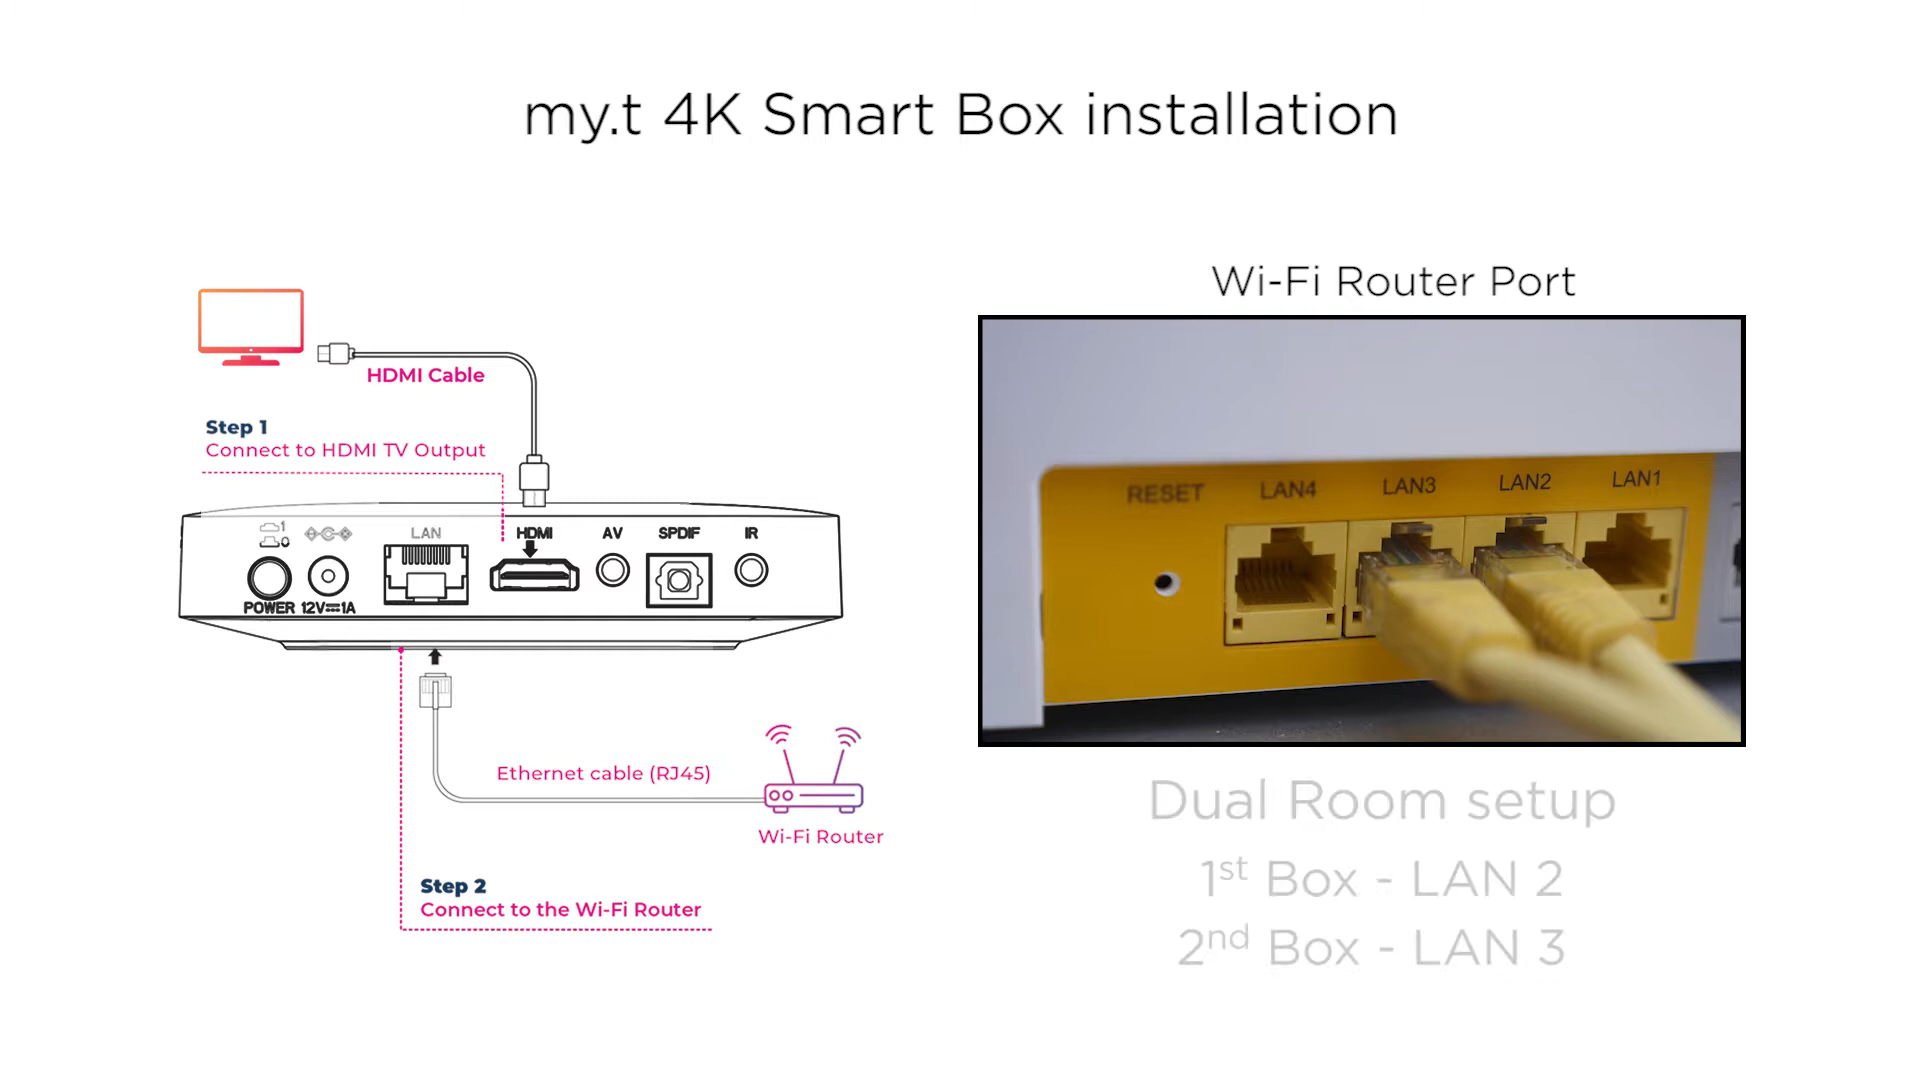 my.t 4K Smart Box installation
HDMI Cable
Step 1
Connect to HDMI TV Output
1
0
LAN
HDMI
AV
SPDIF
IR
POWER
12V⎓1A
Ethernet cable (RJ45)
Wi-Fi Router
Step 2
Connect to the Wi-Fi Router
Wi-Fi Router Port
RESET
LAN4
LAN3
LAN2
LAN1
Dual Room setup
1st Box - LAN 2
2nd Box - LAN 3